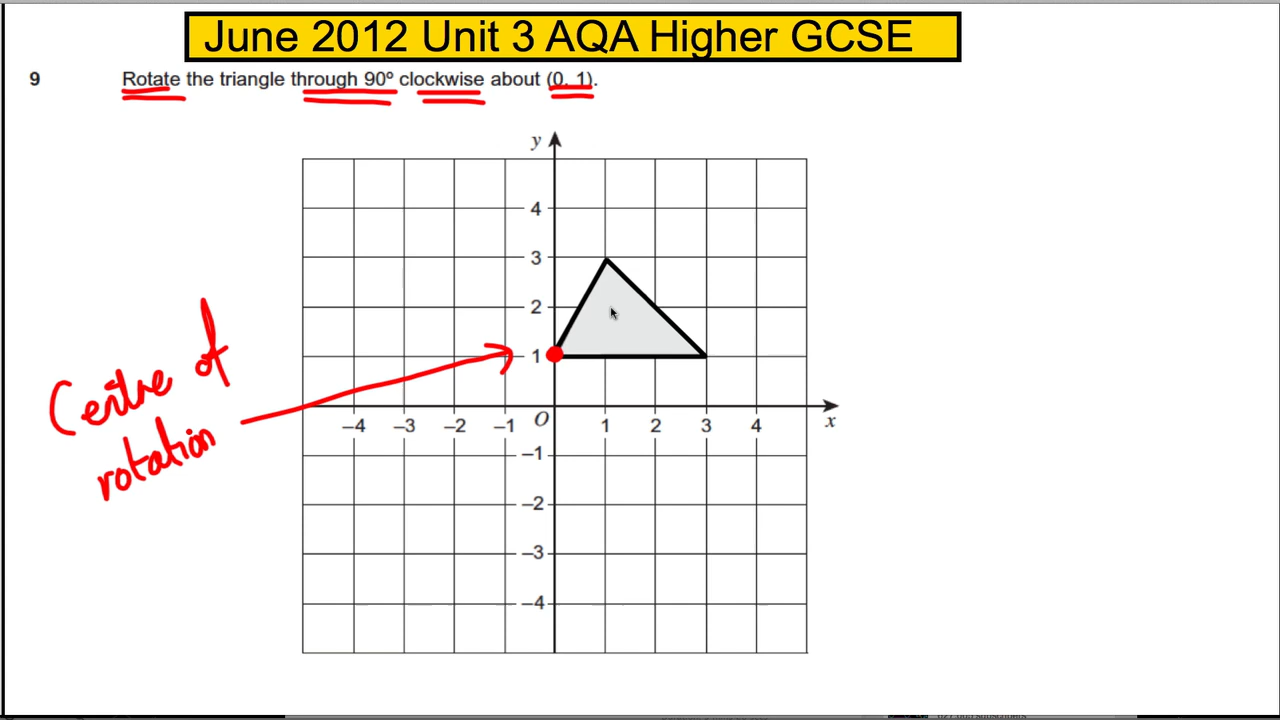 June 2012 Unit 3 AQA Higher GCSE
9 Rotate the triangle through 90° clockwise about (0, 1).
y
4
3
2
1
Centre of
rotation
O
–4 –3 –2 –1 1 2 3 4 x
–1
–2
–3
–4